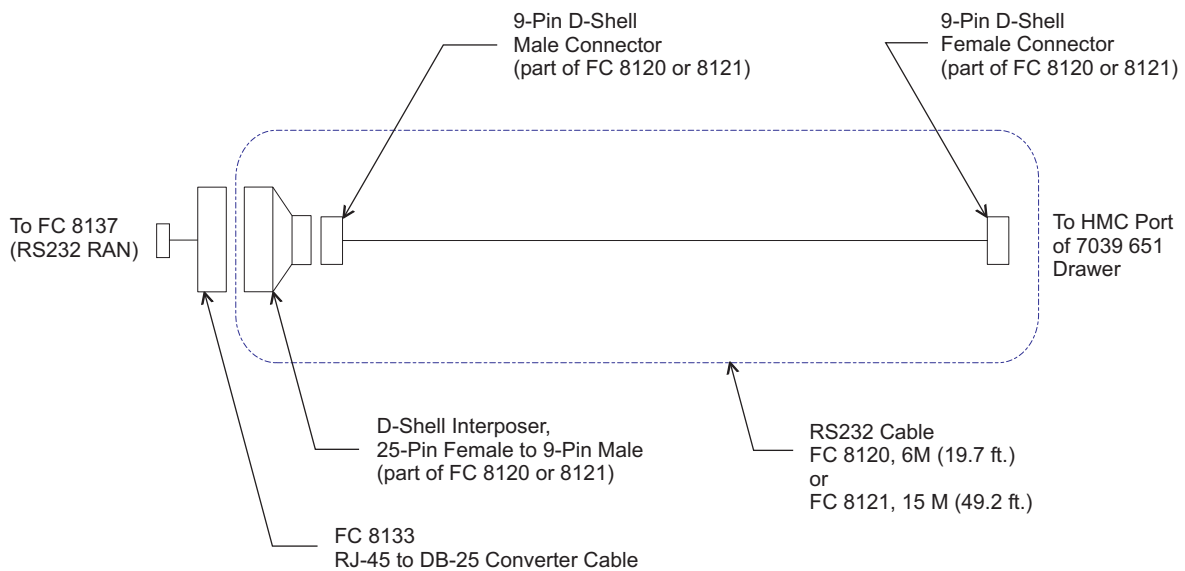 9-Pin D-Shell
Male Connector
(part of FC 8120 or 8121)
9-Pin D-Shell
Female Connector
(part of FC 8120 or 8121)
To FC 8137
(RS232 RAN)
To HMC Port
of 7039 651
Drawer
D-Shell Interposer,
25-Pin Female to 9-Pin Male
(part of FC 8120 or 8121)
RS232 Cable
FC 8120, 6M (19.7 ft.)
or
FC 8121, 15 M (49.2 ft.)
FC 8133
RJ-45 to DB-25 Converter Cable